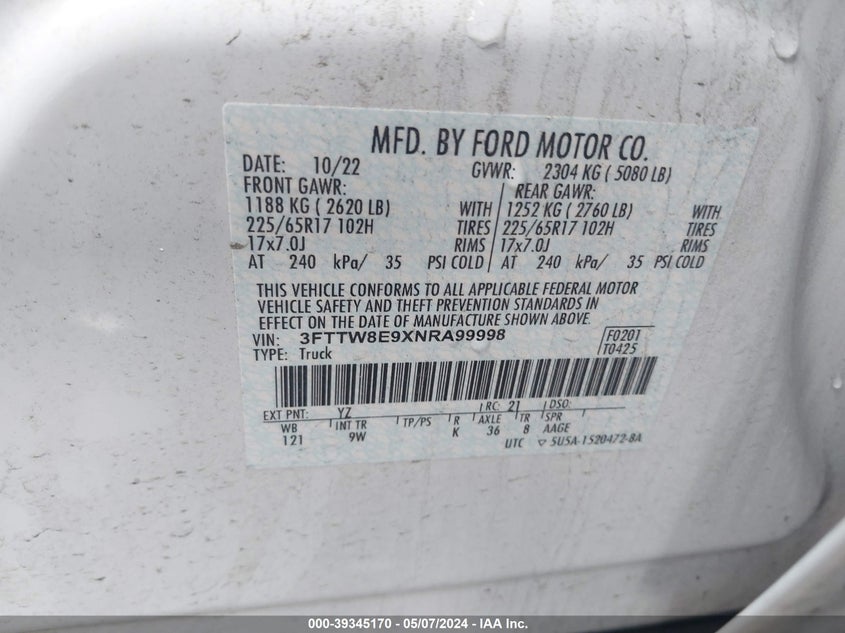 MFD. BY FORD MOTOR CO.
DATE: 10/22 GVWR: 2304 KG ( 5080 LB)
FRONT GAWR: REAR GAWR:
1188 KG ( 2620 LB) WITH 1252 KG ( 2760 LB) WITH
225/65R17 102H TIRES 225/65R17 102H TIRES
17x7.0J RIMS 17x7.0J RIMS
AT 240 kPa/ 35 PSI COLD AT 240 kPa/ 35 PSI COLD
THIS VEHICLE CONFORMS TO ALL APPLICABLE FEDERAL MOTOR
VEHICLE SAFETY AND THEFT PREVENTION STANDARDS IN
EFFECT ON THE DATE OF MANUFACTURE SHOWN ABOVE.
VIN: 3FTTW8E9XNRA99998 F0201
TYPE: Truck T0425
EXT PNT: YZ RC: 21 DSO:
WB INT TR TP/PS R AXLE TR SPR
121 9W K 36 8 AAGE
UTC ▽ 5U5A-1520472-8A
000-39345170 - 05/07/2024 - IAA Inc.